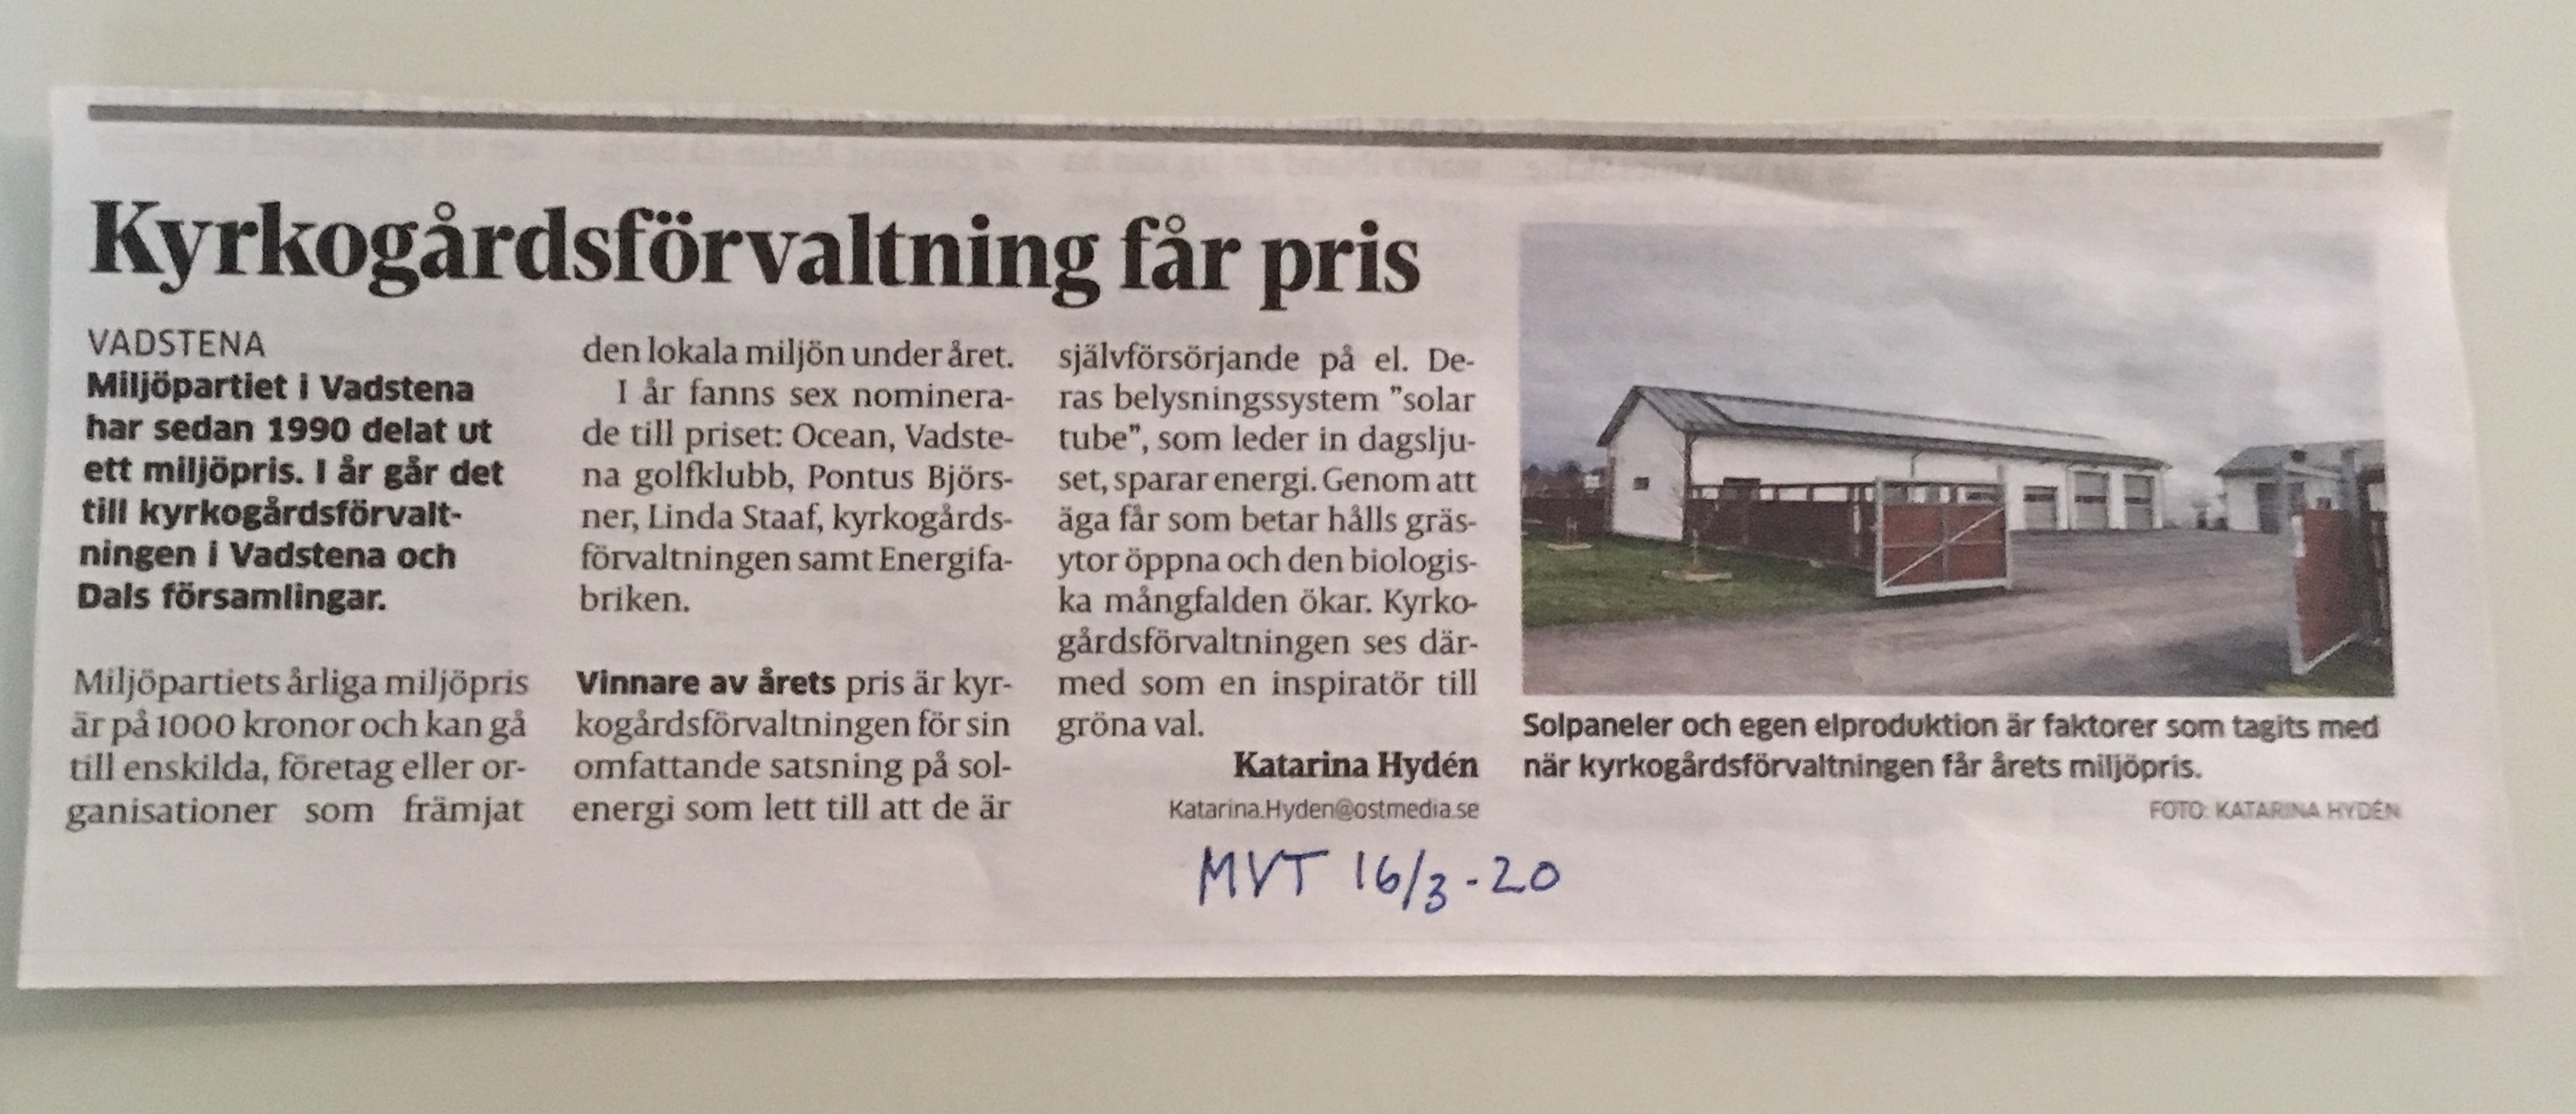 Kyrkogårdsförvaltning får pris
VADSTENA
Miljöpartiet i Vadstena
har sedan 1990 delat ut
ett miljöpris. I år går det
till kyrkogårdsförvalt-
ningen i Vadstena och
Dals församlingar.
Miljöpartiets årliga miljöpris
är på 1000 kronor och kan gå
till enskilda, företag eller or-
ganisationer som främjat
den lokala miljön under året.
I år fanns sex nominera-
de till priset: Ocean, Vadste-
na golfklubb, Pontus Björs-
ner, Linda Staaf, kyrkogårds-
förvaltningen samt Energifa-
briken.
Vinnare av årets pris är kyr-
kogårdsförvaltningen för sin
omfattande satsning på sol-
energi som lett till att de är
självförsörjande på el. De-
ras belysningssystem ”solar
tube”, som leder in dagslju-
set, sparar energi. Genom att
äga får som betar hålls gräs-
ytor öppna och den biologis-
ka mångfalden ökar. Kyrko-
gårdsförvaltningen ses där-
med som en inspiratör till
gröna val.
Katarina Hydén
Katarina.Hyden@ostmedia.se
Solpaneler och egen elproduktion är faktorer som tagits med
när kyrkogårdsförvaltningen får årets miljöpris.
FOTO: KATARINA HYDÉN
MVT 16/3-20